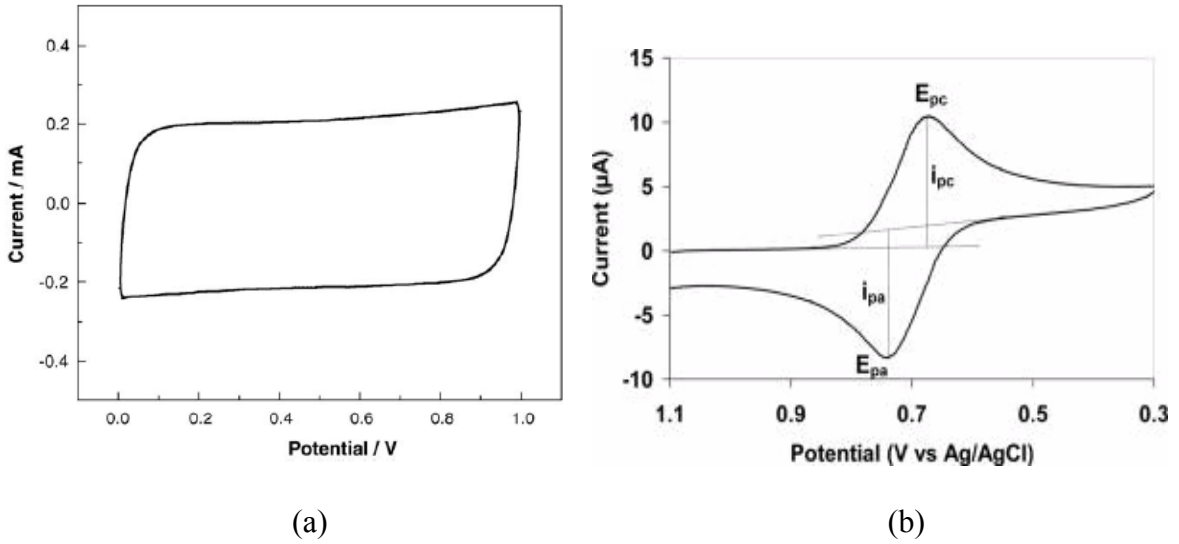 0.4
0.2
0.0
-0.2
-0.4
Current / mA
0.0 0.2 0.4 0.6 0.8 1.0
Potential / V
(a)
15
10
5
0
-5
-10
Current (µA)
Epc
ipc
ipa
Epa
1.1 0.9 0.7 0.5 0.3
Potential (V vs Ag/AgCl)
(b)